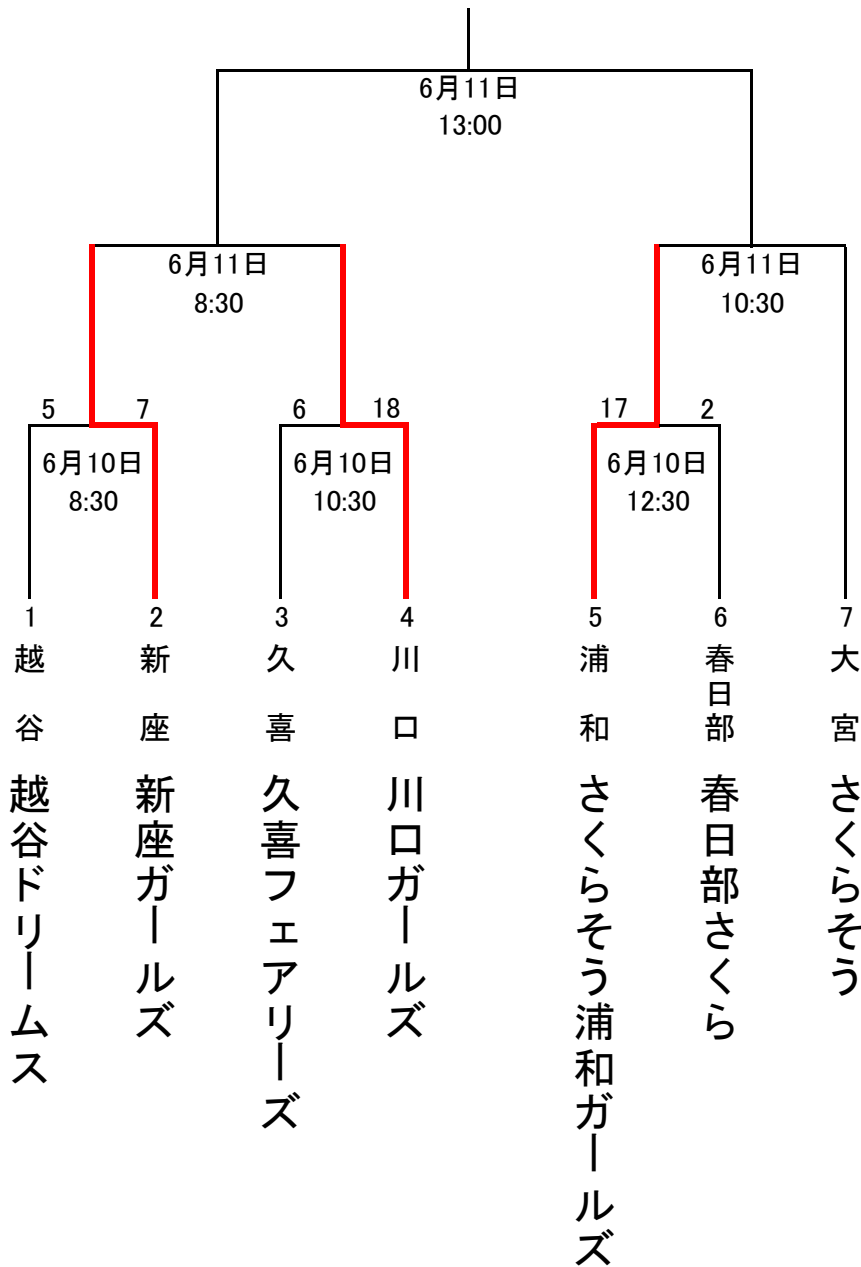 6月11日
13:00
6月11日
8:30
6月11日
10:30
5
7
6
18
17
2
6月10日
8:30
6月10日
10:30
6月10日
12:30
1
2
3
4
5
6
7
越谷
新座
久喜
川口
浦和
春日部
大宮
越谷ドリームス
新座ガールズ
久喜フェアリーズ
川口ガールズ
さくらそう浦和ガールズ
春日部さくら
さくらそう